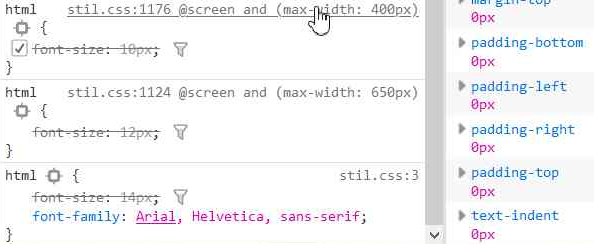 html stil.css:1176 @screen and (max-width: 400px)
{
font-size: 10px;
}
html stil.css:1124 @screen and (max-width: 650px)
{
font-size: 12px;
}
html { stil.css:3
font-size: 14px;
font-family: Arial, Helvetica, sans-serif;
}
margin-top
0px
padding-bottom
0px
padding-left
0px
padding-right
0px
padding-top
0px
text-indent
0px